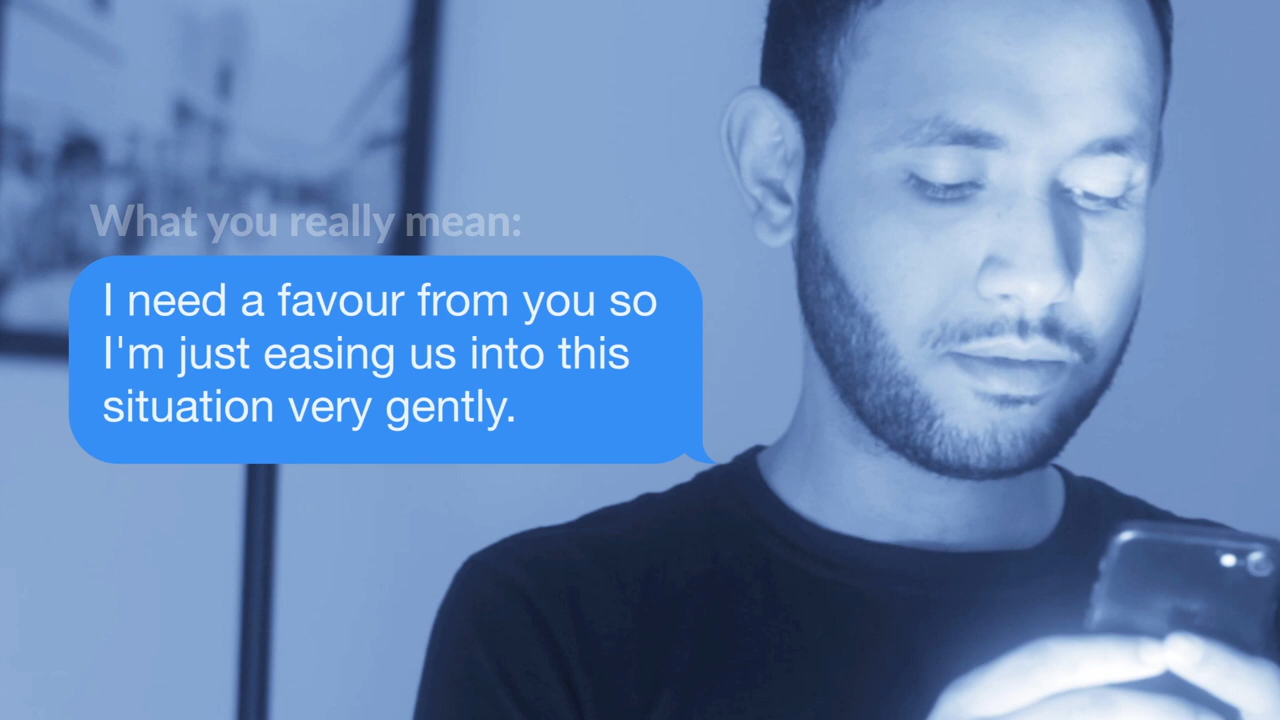 What you really mean:
I need a favour from you so
I'm just easing us into this
situation very gently.